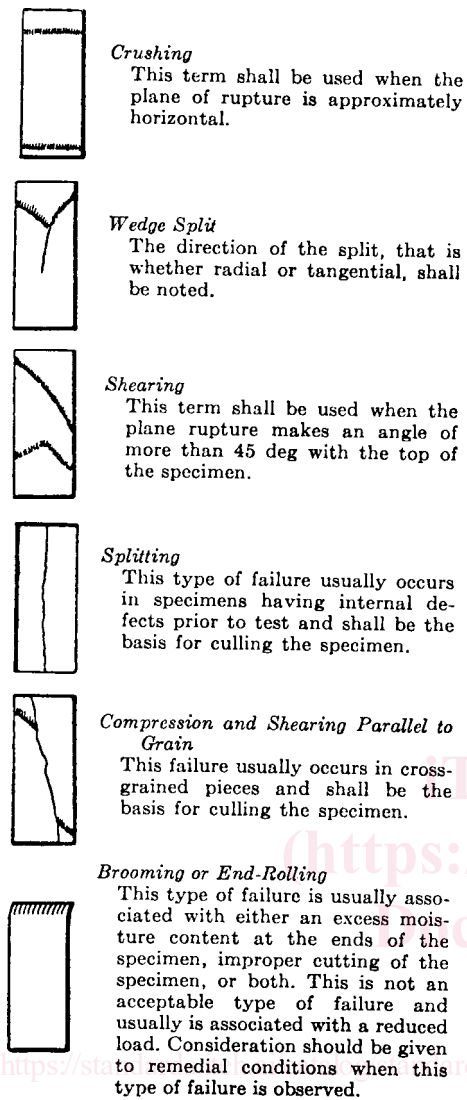 Crushing
This term shall be used when the
plane of rupture is approximately
horizontal.
Wedge Split
The direction of the split, that is
whether radial or tangential, shall
be noted.
Shearing
This term shall be used when the
plane rupture makes an angle of
more than 45 deg with the top of
the specimen.
Splitting
This type of failure usually occurs
in specimens having internal de-
fects prior to test and shall be the
basis for culling the specimen.
Compression and Shearing Parallel to
Grain
This failure usually occurs in cross-
grained pieces and shall be the
basis for culling the specimen.
(https:
Brooming or End-Rolling
This type of failure is usually asso-
ciated with either an excess mois-
ture content at the ends of the
specimen, improper cutting of the
specimen, or both. This is not an
acceptable type of failure and
usually is associated with a reduced
load. Consideration should be given
to remedial conditions when this
type of failure is observed.